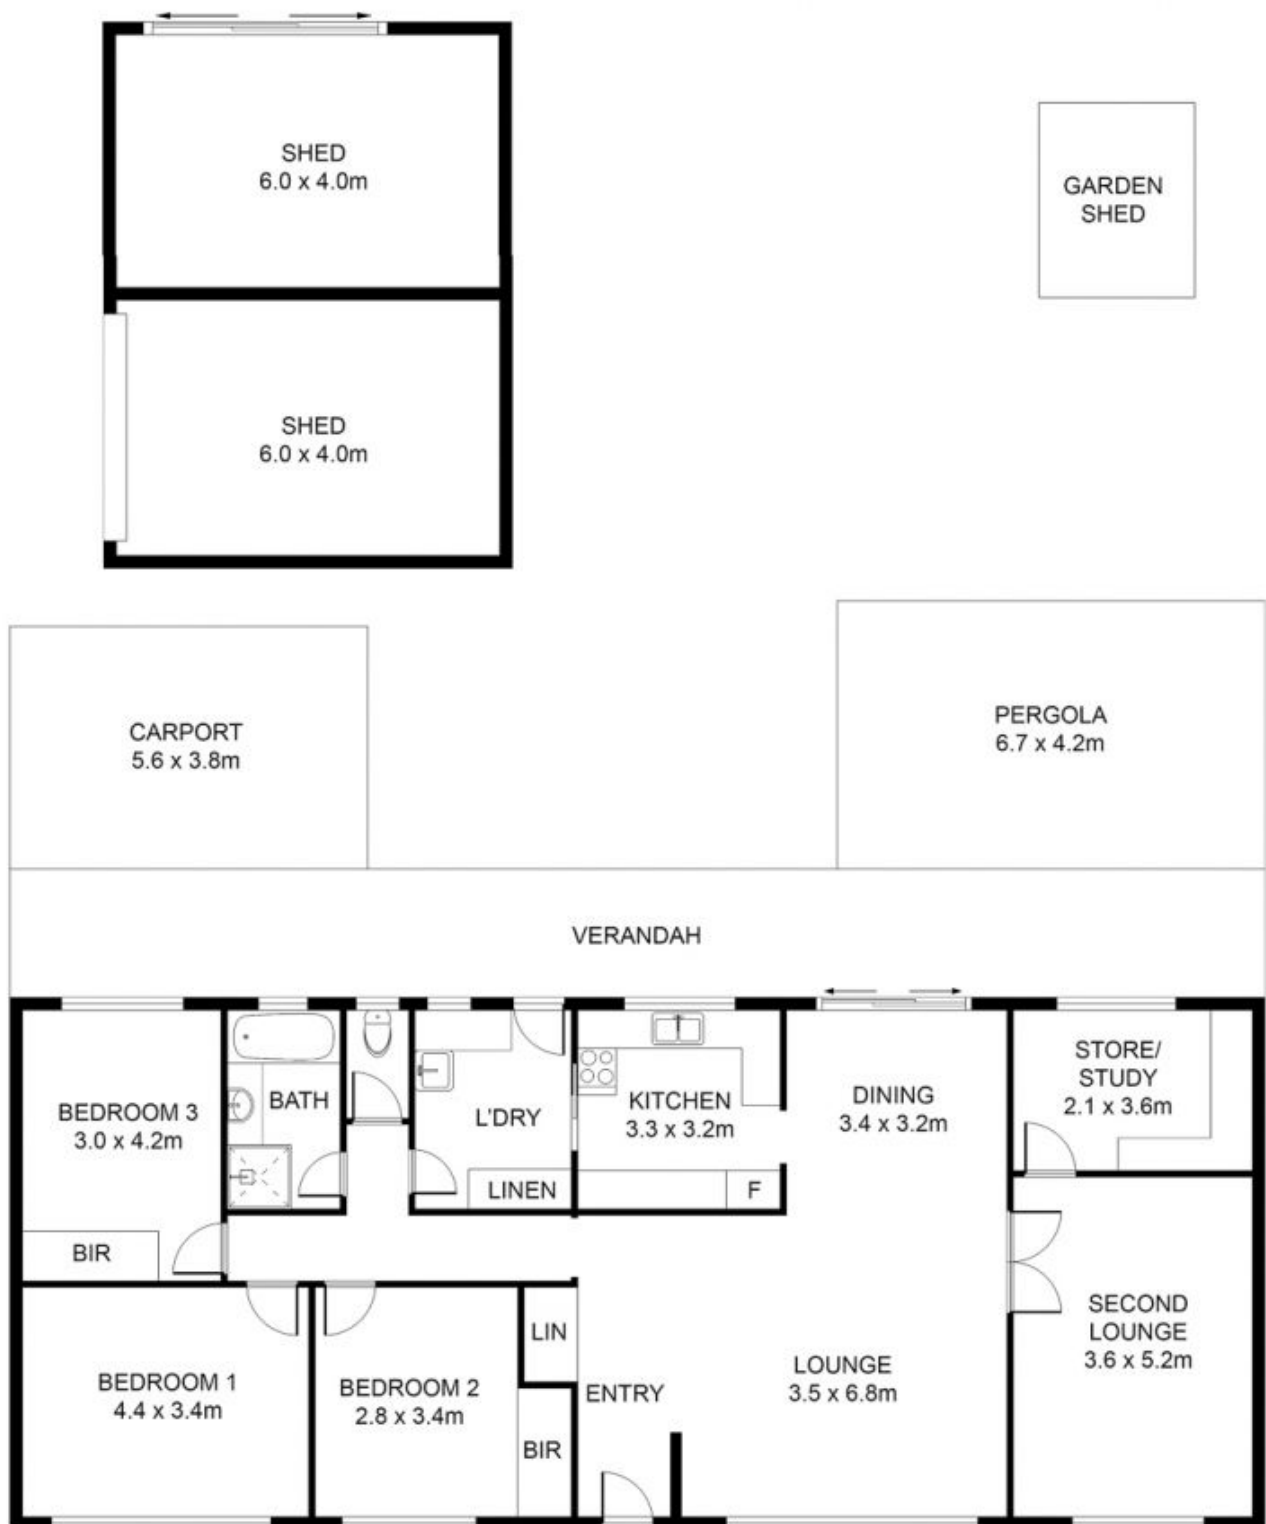 SHED
6.0 x 4.0m
GARDEN
SHED
SHED
6.0 x 4.0m
CARPORT
5.6 x 3.8m
PERGOLA
6.7 x 4.2m
VERANDAH
BEDROOM 3
3.0 x 4.2m
BIR
BATH
L'DRY
LINEN
KITCHEN
3.3 x 3.2m
F
DINING
3.4 x 3.2m
STORE/
STUDY
2.1 x 3.6m
BEDROOM 1
4.4 x 3.4m
BEDROOM 2
2.8 x 3.4m
LIN
BIR
ENTRY
LOUNGE
3.5 x 6.8m
SECOND
LOUNGE
3.6 x 5.2m